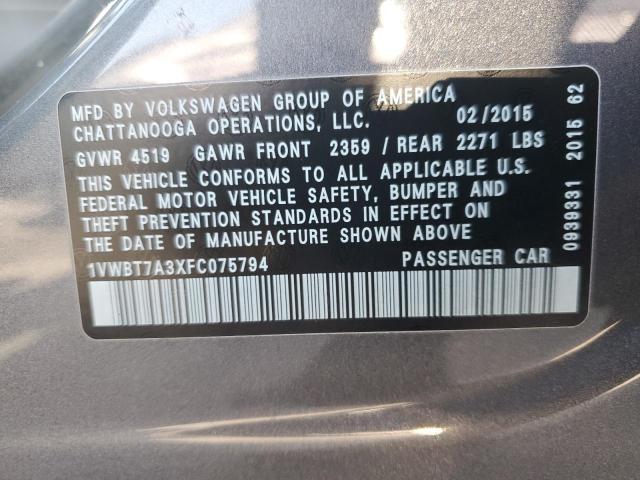 MFD BY VOLKSWAGEN GROUP OF AMERICA
CHATTANOOGA OPERATIONS, LLC. 02/2015
GVWR 4519 GAWR FRONT 2359 / REAR 2271 LBS
THIS VEHICLE CONFORMS TO ALL APPLICABLE U.S.
FEDERAL MOTOR VEHICLE SAFETY, BUMPER AND
THEFT PREVENTION STANDARDS IN EFFECT ON
THE DATE OF MANUFACTURE SHOWN ABOVE
1VWBT7A3XFC075794 PASSENGER CAR
0939331 2015 62